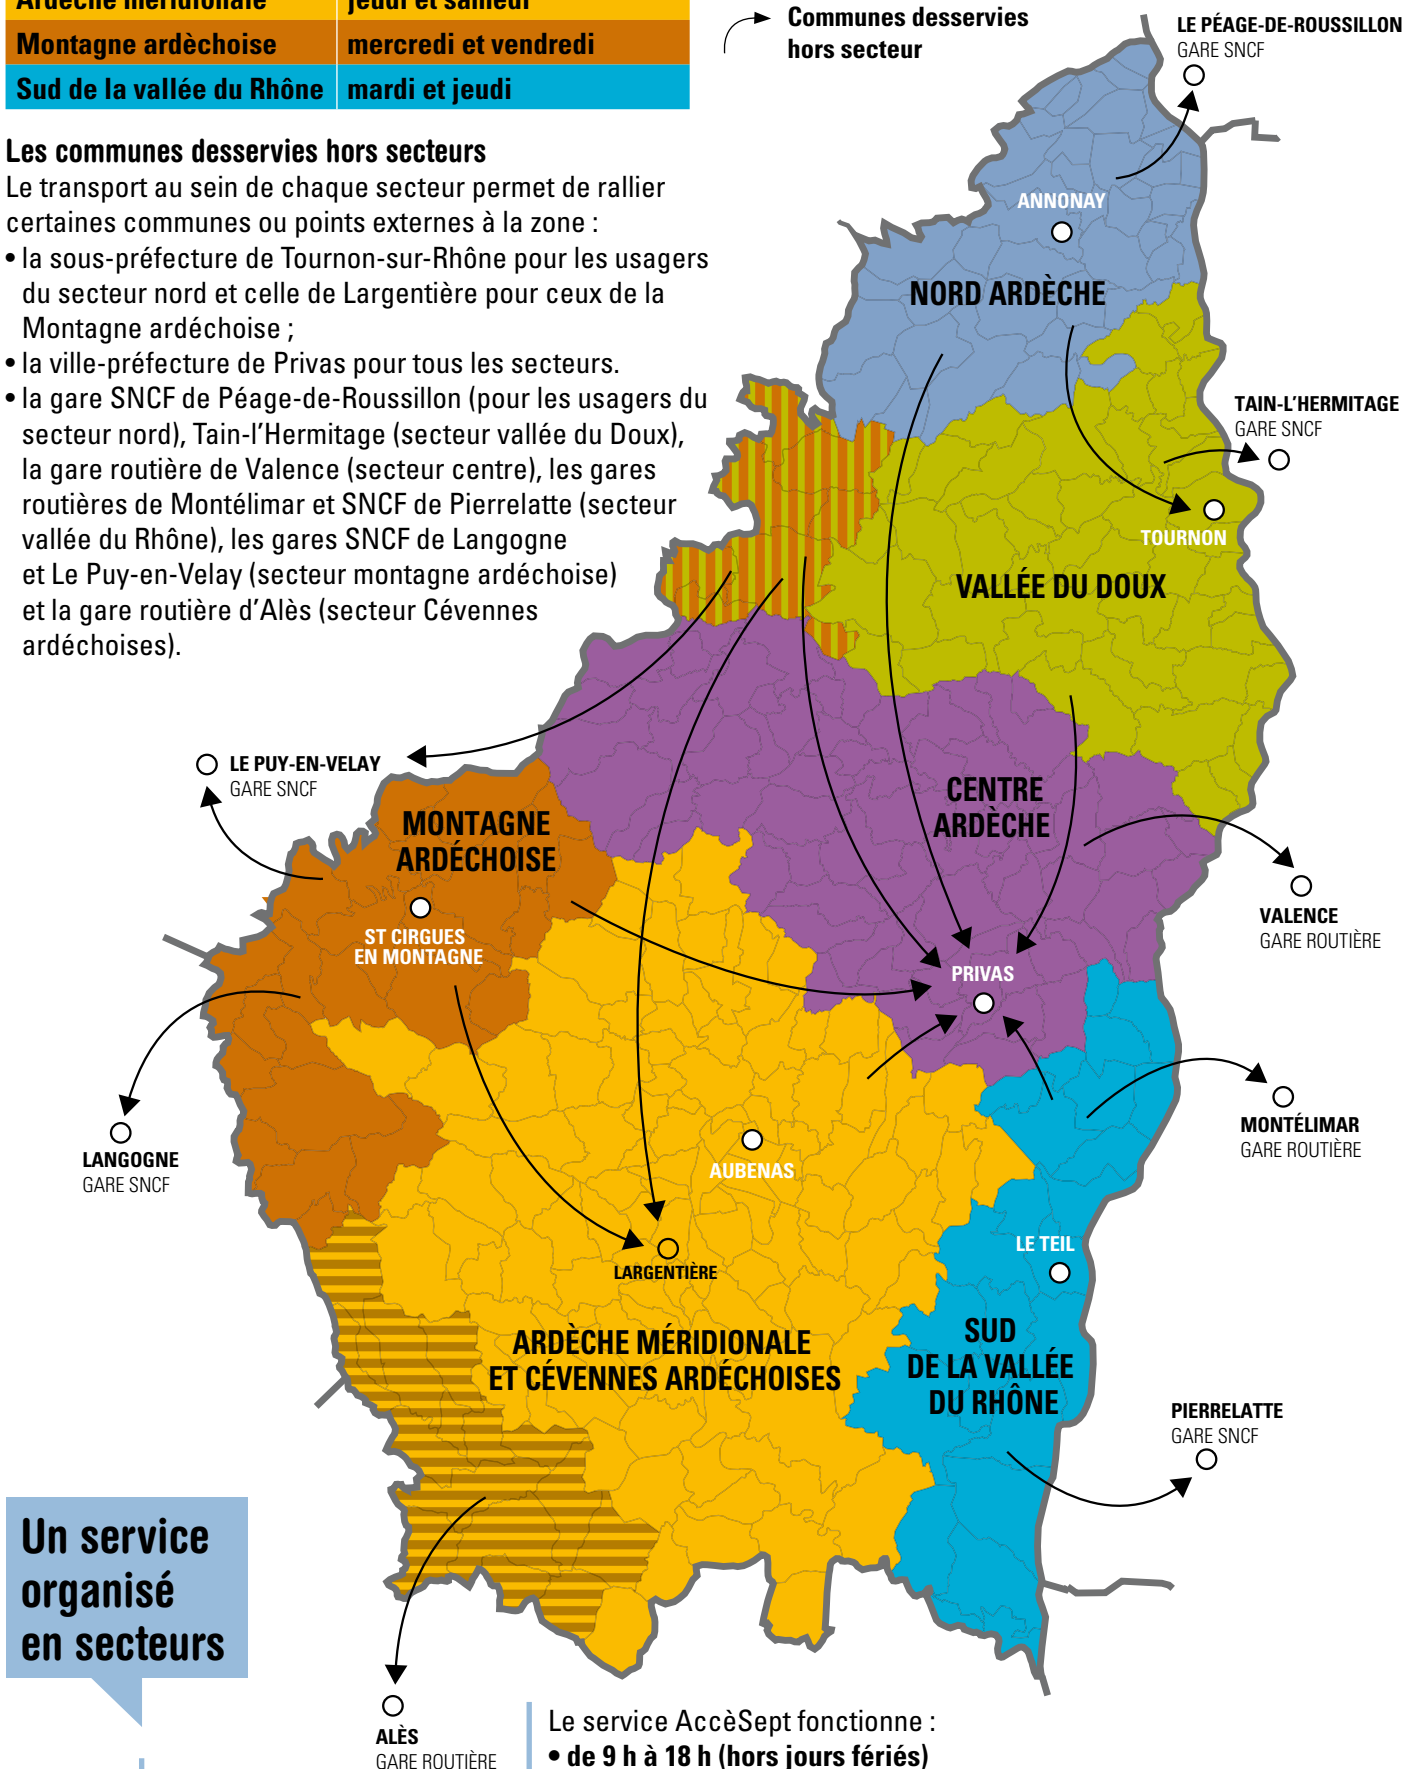 Ardèche méridionale jeudi et samedi
Montagne ardèchoise mercredi et vendredi
Sud de la vallée du Rhône mardi et jeudi
Communes desservies
hors secteur
Les communes desservies hors secteurs
Le transport au sein de chaque secteur permet de rallier
certaines communes ou points externes à la zone :
• la sous-préfecture de Tournon-sur-Rhône pour les usagers
du secteur nord et celle de Largentière pour ceux de la
Montagne ardéchoise ;
• la ville-préfecture de Privas pour tous les secteurs.
• la gare SNCF de Péage-de-Roussillon (pour les usagers du
secteur nord), Tain-l'Hermitage (secteur vallée du Doux),
la gare routière de Valence (secteur centre), les gares
routières de Montélimar et SNCF de Pierrelatte (secteur
vallée du Rhône), les gares SNCF de Langogne
et Le Puy-en-Velay (secteur montagne ardéchoise)
et la gare routière d'Alès (secteur Cévennes
ardéchoises).
LE PÉAGE-DE-ROUSSILLON
GARE SNCF
ANNONAY
NORD ARDÈCHE
TAIN-L'HERMITAGE
GARE SNCF
TOURNON
VALLÉE DU DOUX
LE PUY-EN-VELAY
GARE SNCF
CENTRE
ARDÈCHE
MONTAGNE
ARDÉCHOISE
VALENCE
GARE ROUTIÈRE
ST CIRGUES
EN MONTAGNE
PRIVAS
MONTÉLIMAR
GARE ROUTIÈRE
LANGOGNE
GARE SNCF
AUBENAS
LE TEIL
LARGENTIÈRE
ARDÈCHE MÉRIDIONALE
ET CÉVENNES ARDÉCHOISES
SUD
DE LA VALLÉE
DU RHÔNE
PIERRELATTE
GARE SNCF
Un service
organisé
en secteurs
ALÈS
GARE ROUTIÈRE
Le service AccèSept fonctionne :
• de 9 h à 18 h (hors jours fériés)